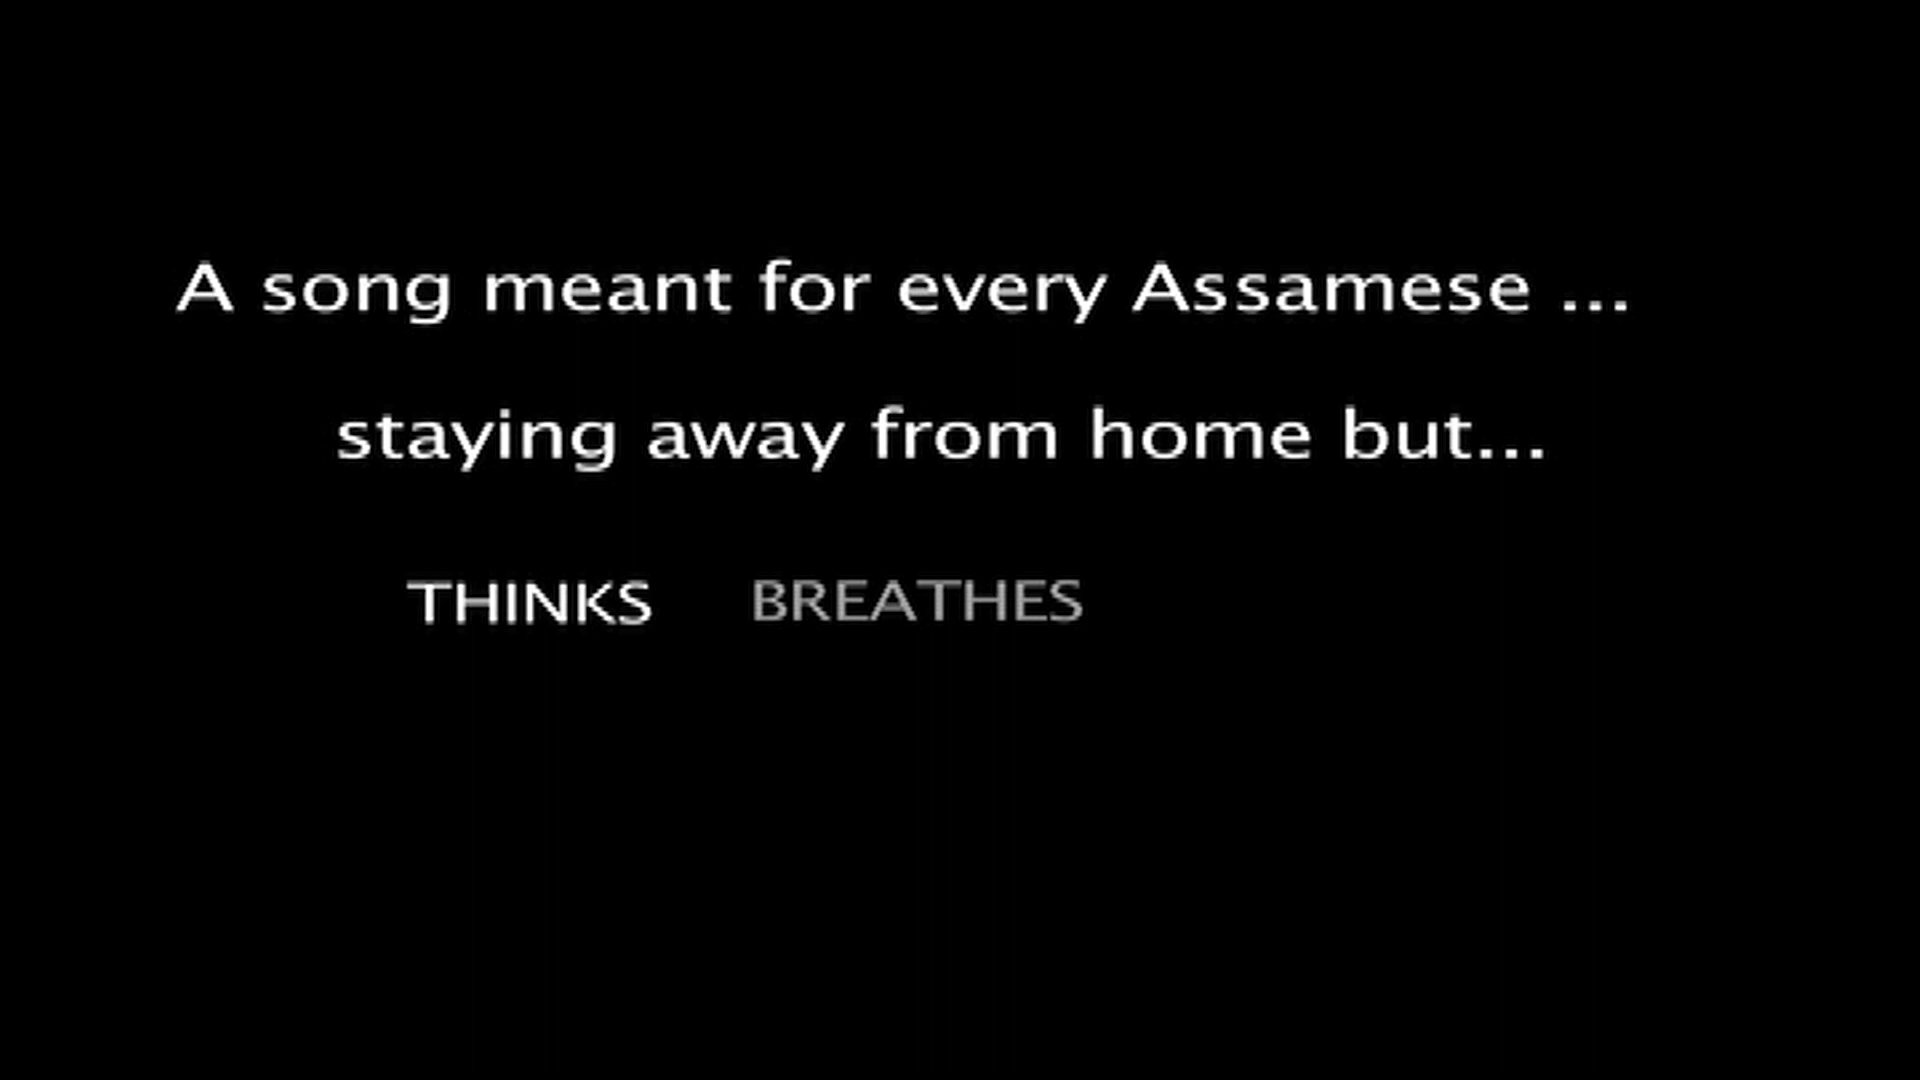 A song meant for every Assamese ...
staying away from home but...
THINKS BREATHES